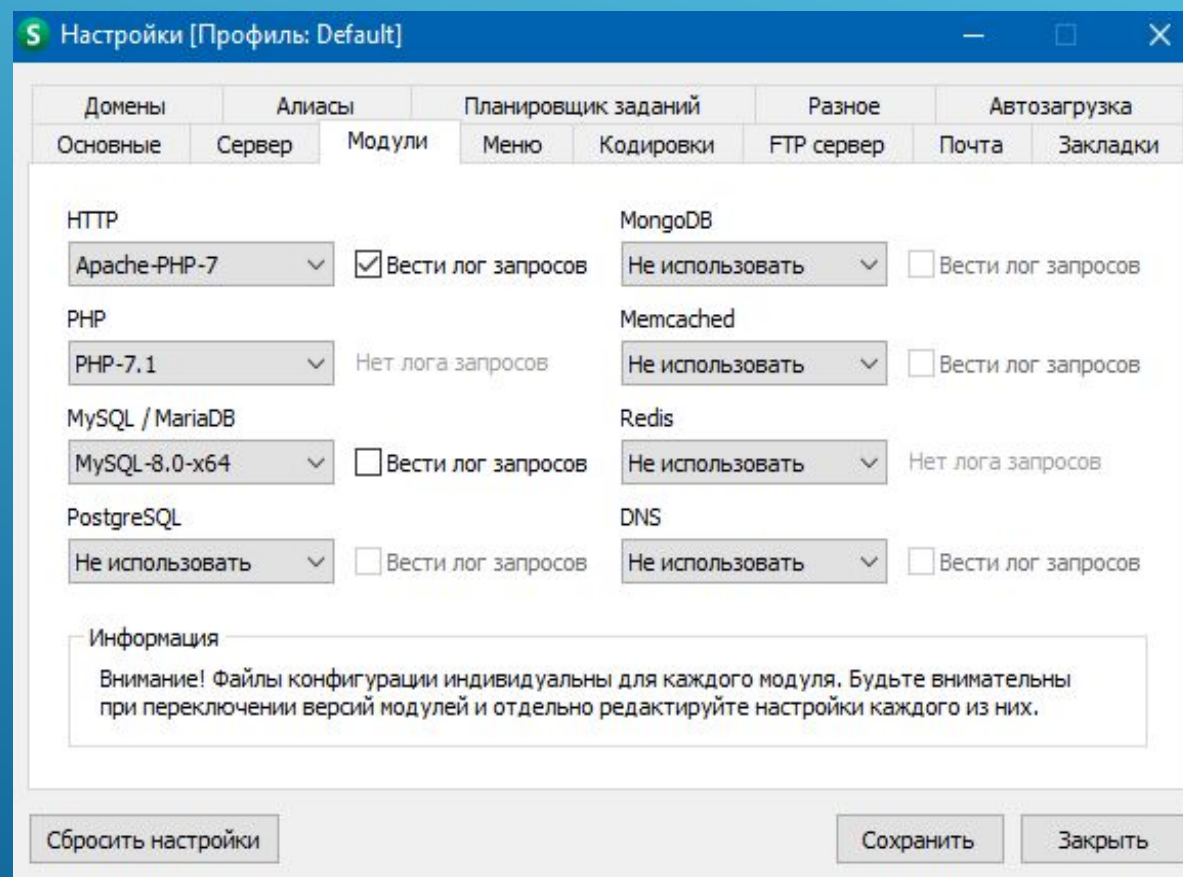 S Настройки [Профиль: Default]
Домены Алиасы Планировщик заданий Разное Автозагрузка
Основные Сервер Модули Меню Кодировки FTP сервер Почта Закладки
HTTP MongoDB
Apache-PHP-7 Вести лог запросов Не использовать Вести лог запросов
PHP Memcached
PHP-7.1 Нет лога запросов Не использовать Вести лог запросов
MySQL / MariaDB Redis
MySQL-8.0-x64 Вести лог запросов Не использовать Нет лога запросов
PostgreSQL DNS
Не использовать Вести лог запросов Не использовать Вести лог запросов
Информация
Внимание! Файлы конфигурации индивидуальны для каждого модуля. Будьте внимательны
при переключении версий модулей и отдельно редактируйте настройки каждого из них.
Сбросить настройки Сохранить Закрыть